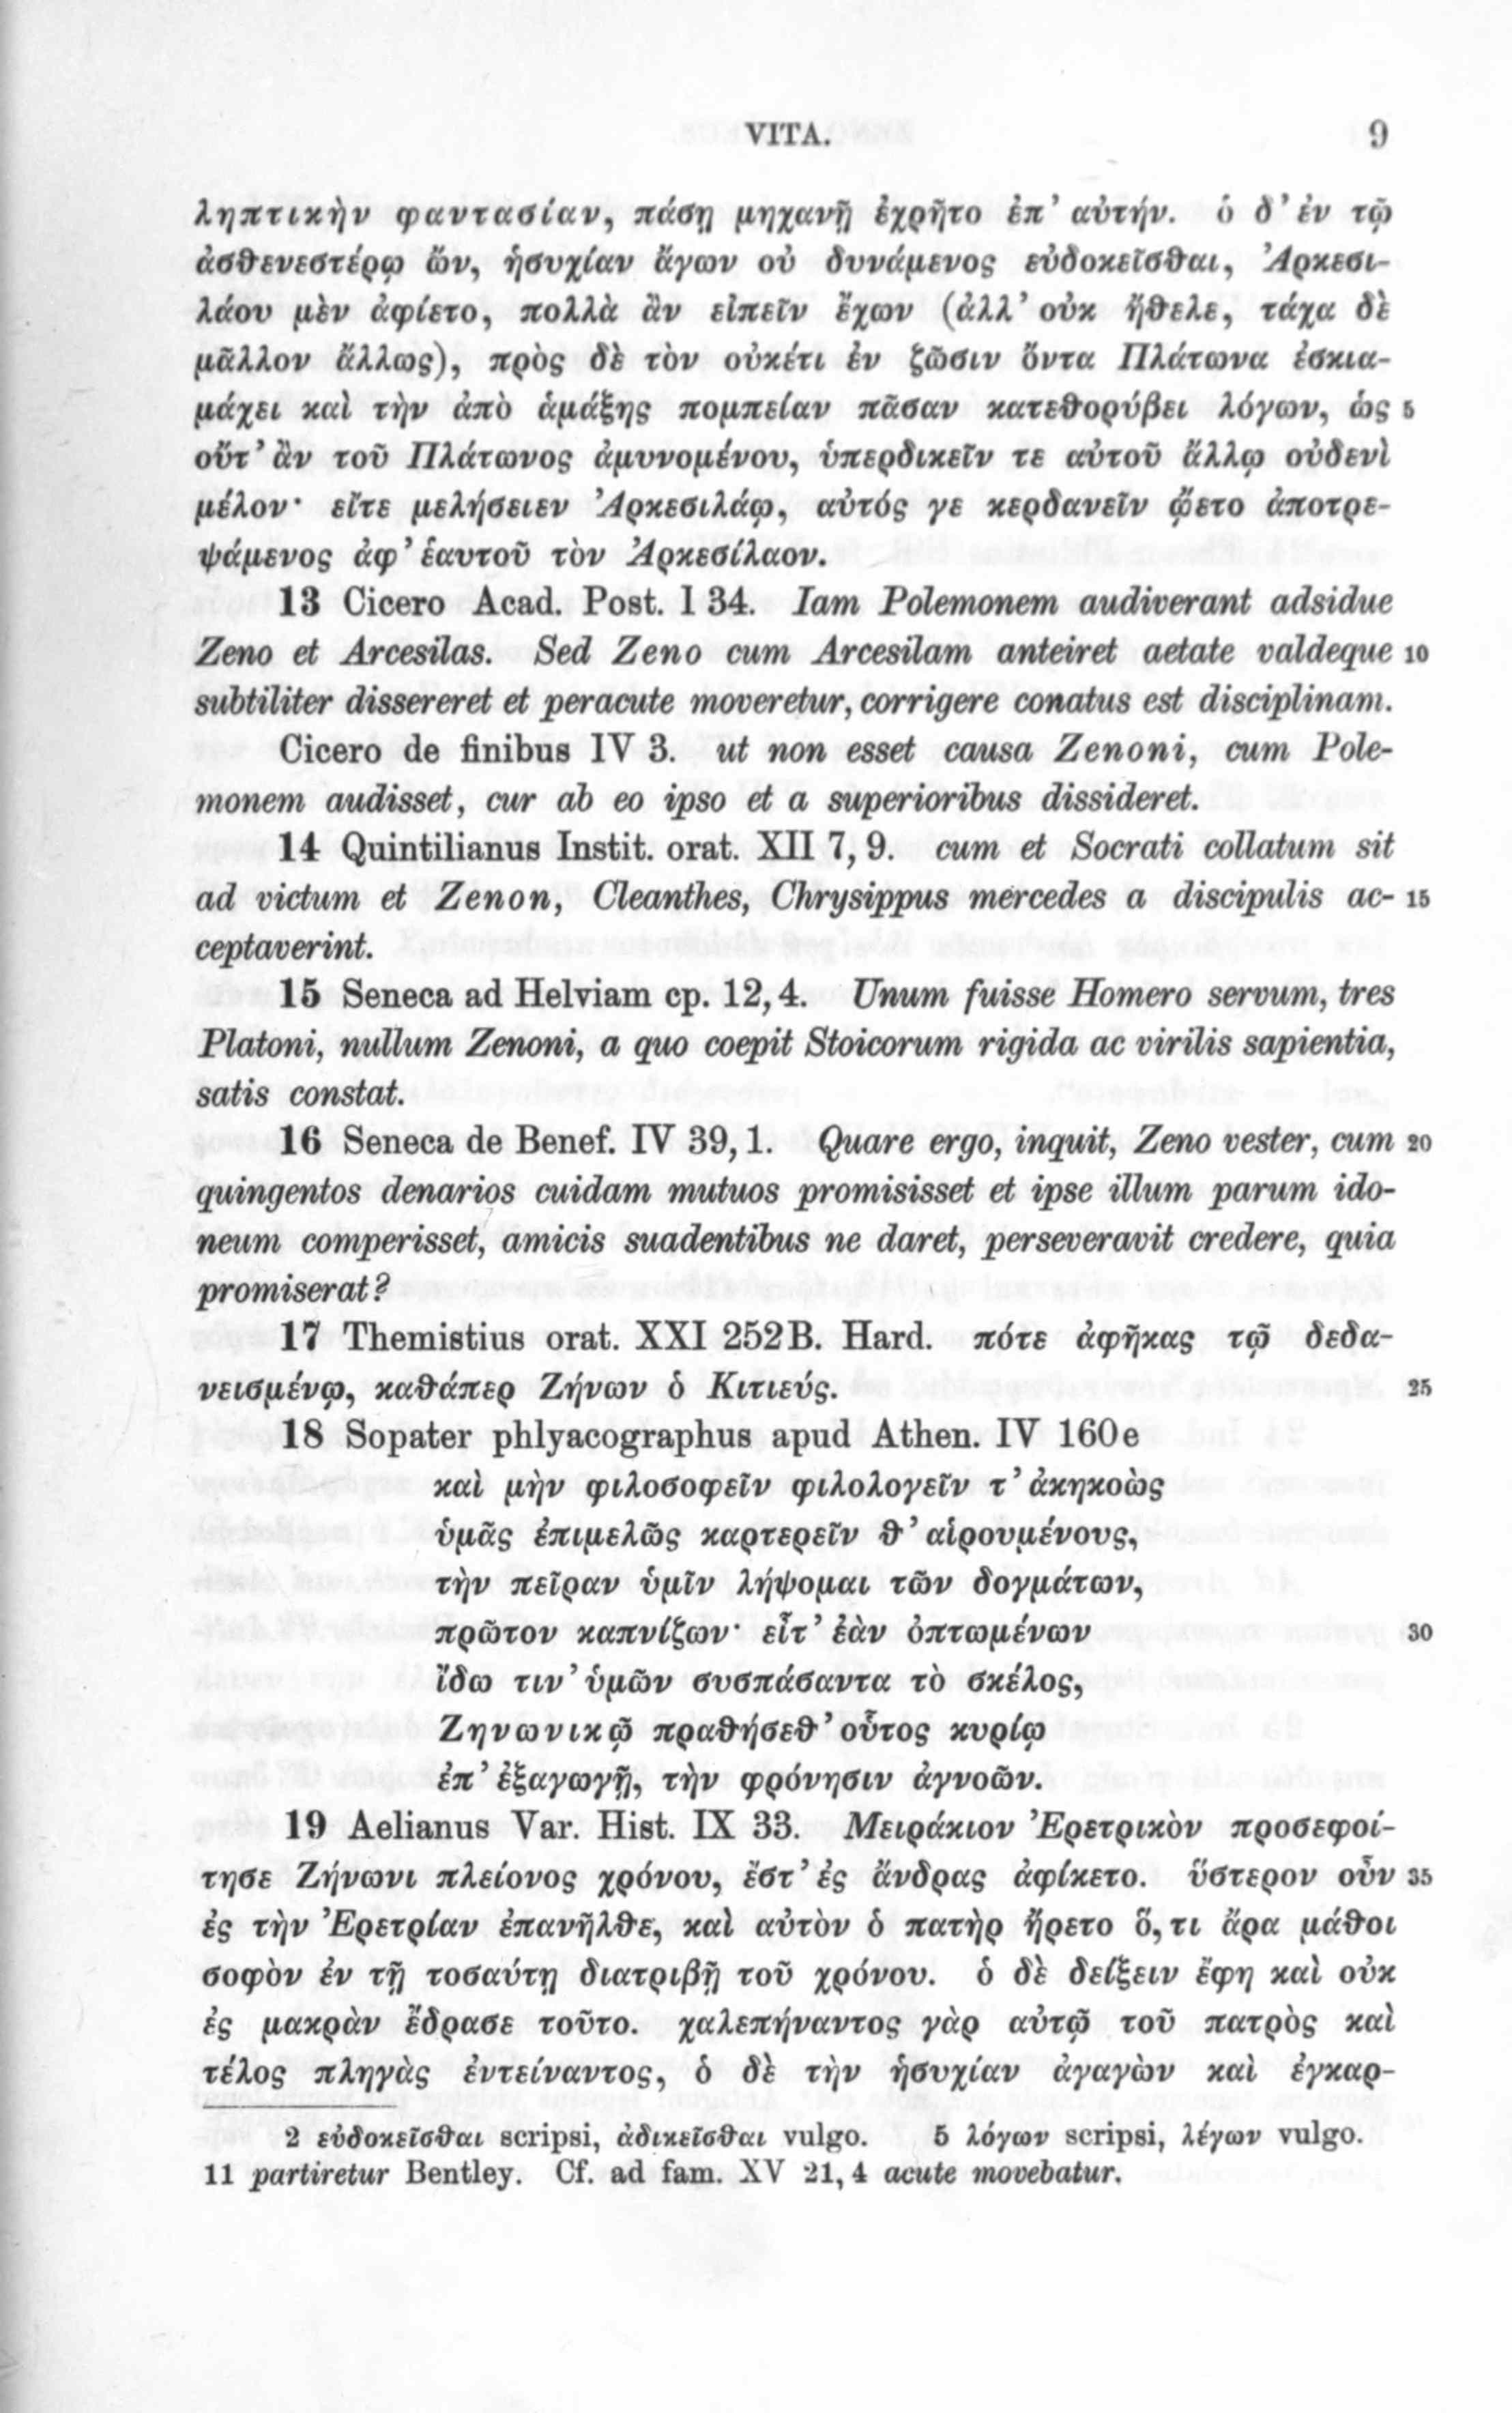 VITA. 9
ληπτικὴν φαντασίαν, πάσῃ μηχανῇ ἐχρῆτο ἐπ’ αὐτήν. ὁ δ’ ἐν τῷ
ἀσθενεστέρῳ ὤν, ἡσυχίαν ἄγων οὐ δυνάμενος εὐδοκεῖσθαι, Ἀρκεσι-
λάου μὲν ἀφίετο, πολλὰ ἂν εἰπεῖν ἔχων (ἀλλ’ οὐκ ἤθελε, τάχα δὲ
μᾶλλον ἄλλως), πρὸς δὲ τὸν οὐκέτι ἐν ζῶσιν ὄντα Πλάτωνα ἐσκια-
μάχει καὶ τὴν ἀπὸ ἁμάξης πομπείαν πᾶσαν κατεθορύβει λόγων, ὡς 5
οὔτ’ ἂν τοῦ Πλάτωνος ἀμυνομένου, ὑπερδικεῖν τε αὐτοῦ ἄλλῳ οὐδενὶ
μέλον· εἴτε μελήσειεν Ἀρκεσιλάῳ, αὐτός γε κερδανεῖν ᾤετο ἀποτρε-
ψάμενος ἀφ’ ἑαυτοῦ τὸν Ἀρκεσίλαον.
13 Cicero Acad. Post. I 34. Iam Polemonem audiverant adsidue
Zeno et Arcesilas. Sed Zeno cum Arcesilam anteiret aetate valdeque 10
subtiliter dissereret et peracute moveretur, corrigere conatus est disciplinam.
Cicero de finibus IV 3. ut non esset causa Zenoni, cum Pole-
monem audisset, cur ab eo ipso et a superioribus dissideret.
14 Quintilianus Instit. orat. XII 7, 9. cum et Socrati collatum sit
ad victum et Zenon, Cleanthes, Chrysippus mercedes a discipulis ac- 15
ceptaverint.
15 Seneca ad Helviam cp. 12, 4. Unum fuisse Homero servum, tres
Platoni, nullum Zenoni, a quo coepit Stoicorum rigida ac virilis sapientia,
satis constat.
16 Seneca de Benef. IV 39, 1. Quare ergo, inquit, Zeno vester, cum 20
quingentos denarios cuidam mutuos promisisset et ipse illum parum ido-
neum comperisset, amicis suadentibus ne daret, perseveravit credere, quia
promiserat?
17 Themistius orat. XXI 252B. Hard. πότε ἀφῆκας τῷ δεδα-
νεισμένῳ, καθάπερ Ζήνων ὁ Κιτιεύς. 25
18 Sopater phlyacographus apud Athen. IV 160e
καὶ μὴν φιλοσοφεῖν φιλολογεῖν τ’ ἀκηκοὼς
ὑμᾶς ἐπιμελῶς καρτερεῖν θ’ αἱρουμένους,
τὴν πεῖραν ὑμῖν λήψομαι τῶν δογμάτων,
πρῶτον καπνίζων· εἶτ’ ἐὰν ὀπτωμένων 30
ἴδω τιν’ ὑμῶν συσπάσαντα τὸ σκέλος,
Ζηνωνικῷ πραθήσεθ’ οὗτος κυρίῳ
ἐπ’ ἐξαγωγῇ, τὴν φρόνησιν ἀγνοῶν.
19 Aelianus Var. Hist. IX 33. Μειράκιον Ἐρετρικὸν προσεφοί-
τησε Ζήνωνι πλείονος χρόνου, ἔστ’ ἐς ἄνδρας ἀφίκετο. ὕστερον οὖν 35
ἐς τὴν Ἐρετρίαν ἐπανῆλθε, καὶ αὐτὸν ὁ πατὴρ ἤρετο ὅ,τι ἄρα μάθοι
σοφὸν ἐν τῇ τοσαύτῃ διατριβῇ τοῦ χρόνου. ὁ δὲ δείξειν ἔφη καὶ οὐκ
ἐς μακρὰν ἔδρασε τοῦτο. χαλεπήναντος γὰρ αὐτῷ τοῦ πατρὸς καὶ
τέλος πληγὰς ἐντείναντος, ὁ δὲ τὴν ἡσυχίαν ἀγαγὼν καὶ ἐγκαρ-
2 εὐδοκεῖσθαι scripsi, ἀδικεῖσθαι vulgo. 5 λόγων scripsi, λέγων vulgo.
11 partiretur Bentley. Cf. ad fam. XV 21, 4 acute movebatur.